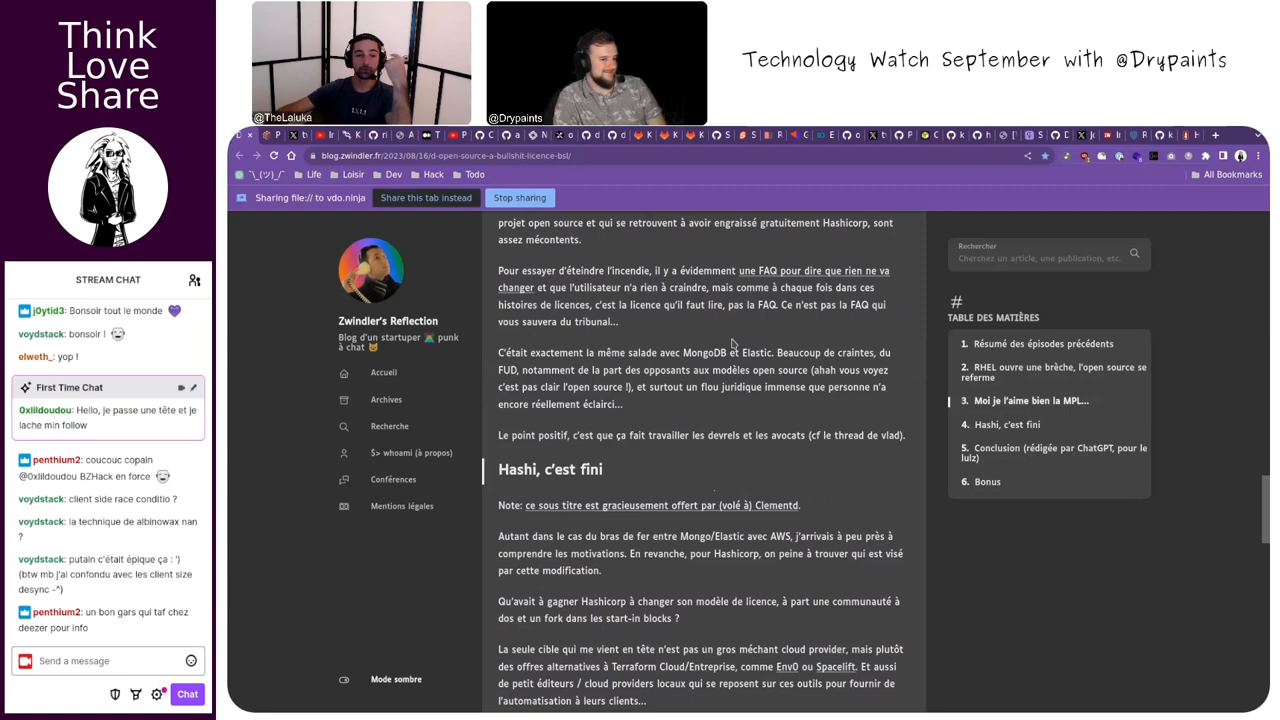 Think
Love
Share
@TheLaluka
@Drypaints
Technology Watch September with @Drypaints
blog.zwindler.fr/2023/08/16/d-open-source-a-bullshit-licence-bsl/
¯\_(ツ)_/¯
Life
Loisir
Dev
Hack
Todo
All Bookmarks
Sharing file:// to vdo.ninja
Share this tab instead
Stop sharing
STREAM CHAT
j0ytid3: Bonsoir tout le monde 💜
voydstack: bonsoir !
elweth_: yop !
First Time Chat
0xlildoudou: Hello, je passe une tête et je
lache min follow
penthium2: coucouc copain
@0xlildoudou BZHack en force
voydstack: client side race conditio ?
voydstack: la technique de albinowax nan
?
voydstack: putain c'était épique ça : ')
(btw mb j'ai confondu avec les client size
desync -^)
penthium2: un bon gars qui taf chez
deezer pour info
Send a message
Chat
Zwindler's Reflection
Blog d'un startuper 👨‍💻 punk
à chat 😼
Accueil
Archives
Recherche
$> whoami (à propos)
Conférences
Mentions légales
Mode sombre
projet open source et qui se retrouvent à avoir engraissé gratuitement Hashicorp, sont
assez mécontents.
Pour essayer d'éteindre l'incendie, il y a évidemment une FAQ pour dire que rien ne va
changer et que l'utilisateur n'a rien à craindre, mais comme à chaque fois dans ces
histoires de licences, c'est la licence qu'il faut lire, pas la FAQ. Ce n'est pas la FAQ qui
vous sauvera du tribunal...
C'était exactement la même salade avec MongoDB et Elastic. Beaucoup de craintes, du
FUD, notamment de la part des opposants aux modèles open source (ahah vous voyez
c'est pas clair l'open source !), et surtout un flou juridique immense que personne n'a
encore réellement éclairci...
Le point positif, c'est que ça fait travailler les devrels et les avocats (cf le thread de vlad).
Hashi, c'est fini
Note: ce sous titre est gracieusement offert par (volé à) Clementd.
Autant dans le cas du bras de fer entre Mongo/Elastic avec AWS, j'arrivais à peu près à
comprendre les motivations. En revanche, pour Hashicorp, on peine à trouver qui est visé
par cette modification.
Qu'avait à gagner Hashicorp à changer son modèle de licence, à part une communauté à
dos et un fork dans les start-in blocks ?
La seule cible qui me vient en tête n'est pas un gros méchant cloud provider, mais plutôt
des offres alternatives à Terraform Cloud/Entreprise, comme Env0 ou Spacelift. Et aussi
de petit éditeurs / cloud providers locaux qui se reposent sur ces outils pour fournir de
l'automatisation à leurs clients...
Rechercher
Cherchez un article, une publication, etc.
#
TABLE DES MATIÈRES
1. Résumé des épisodes précédents
2. RHEL ouvre une brèche, l'open source se
referme
3. Moi je l'aime bien la MPL...
4. Hashi, c'est fini
5. Conclusion (rédigée par ChatGPT, pour le
lulz)
6. Bonus